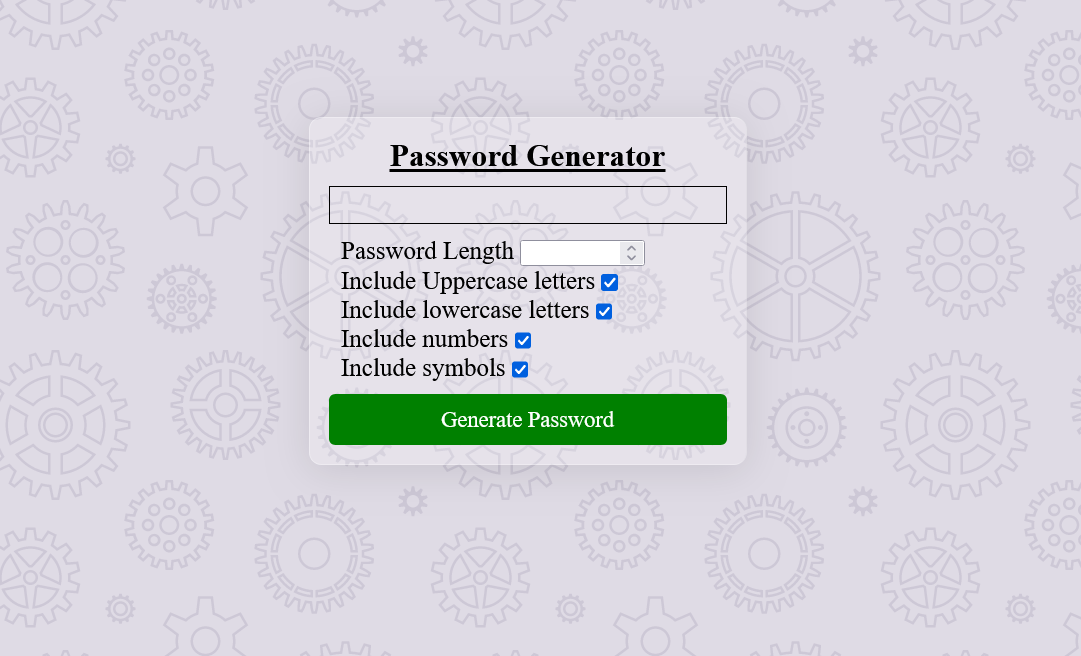 Password Generator
Password Length
Include Uppercase letters
Include lowercase letters
Include numbers
Include symbols
Generate Password